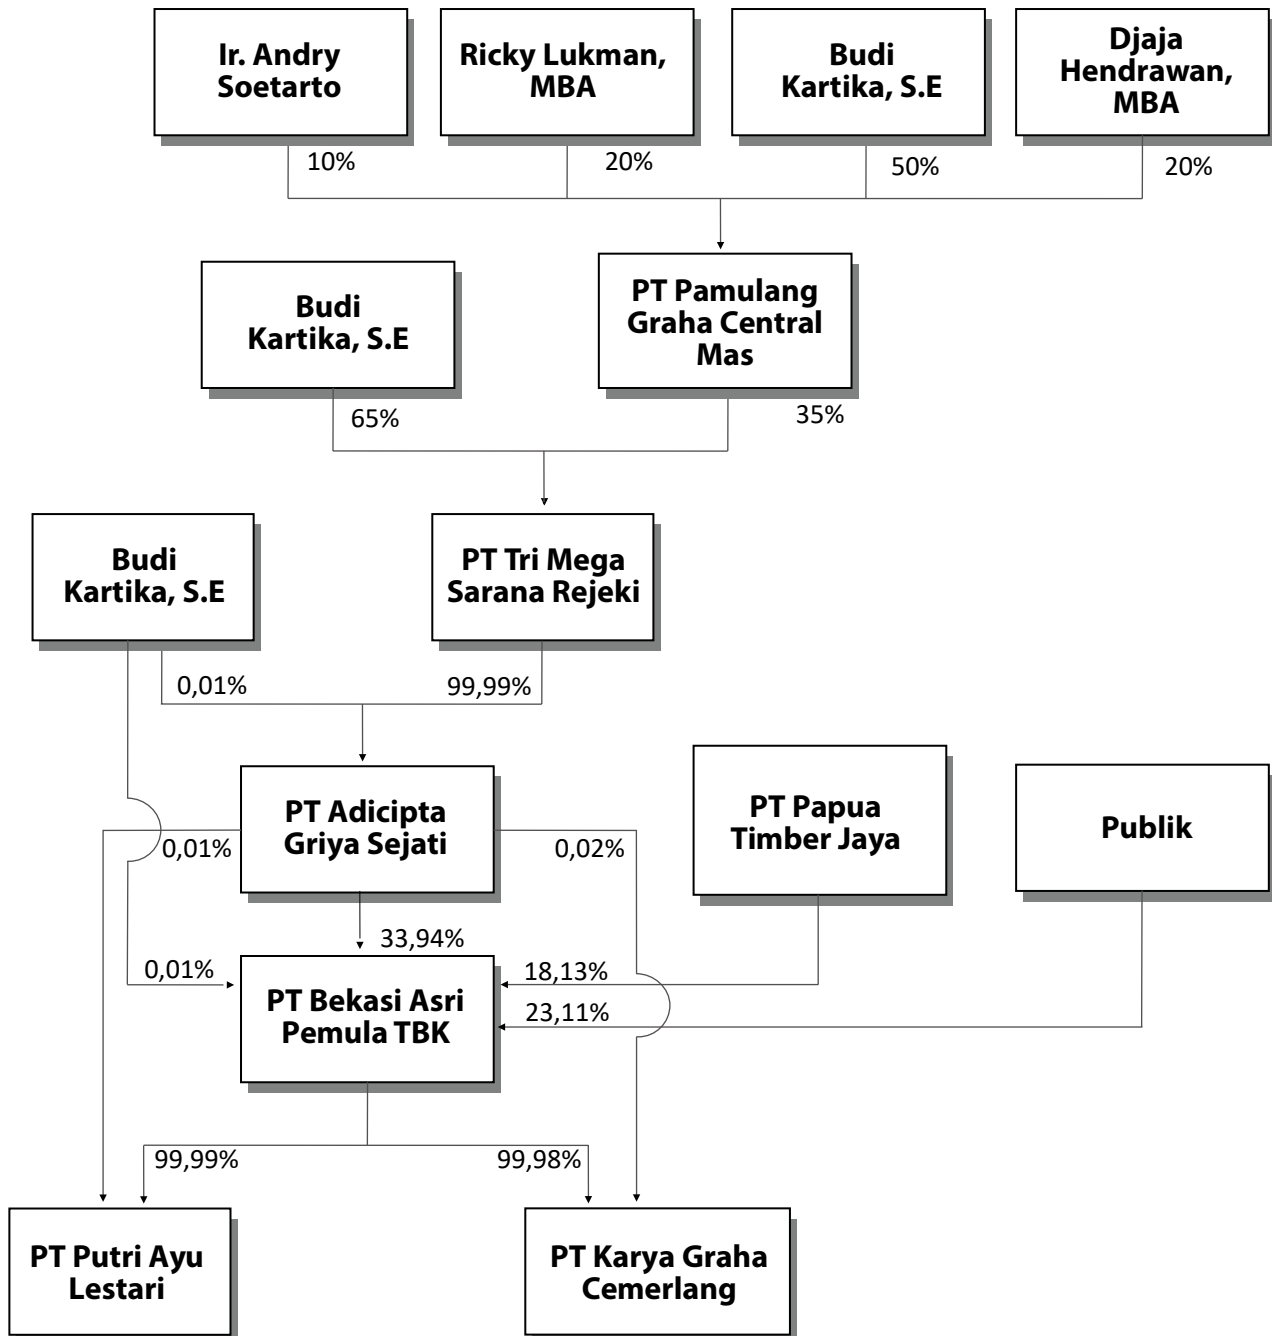 Ir. Andry
Soetarto
Ricky Lukman,
MBA
Budi
Kartika, S.E
Djaja
Hendrawan,
MBA
10%
20%
50%
20%
Budi
Kartika, S.E
PT Pamulang
Graha Central
Mas
65%
35%
Budi
Kartika, S.E
PT Tri Mega
Sarana Rejeki
0,01%
99,99%
PT Adicipta
Griya Sejati
PT Papua
Timber Jaya
Publik
0,01%
0,02%
33,94%
0,01%
18,13%
23,11%
PT Bekasi Asri
Pemula TBK
99,99%
99,98%
PT Putri Ayu
Lestari
PT Karya Graha
Cemerlang